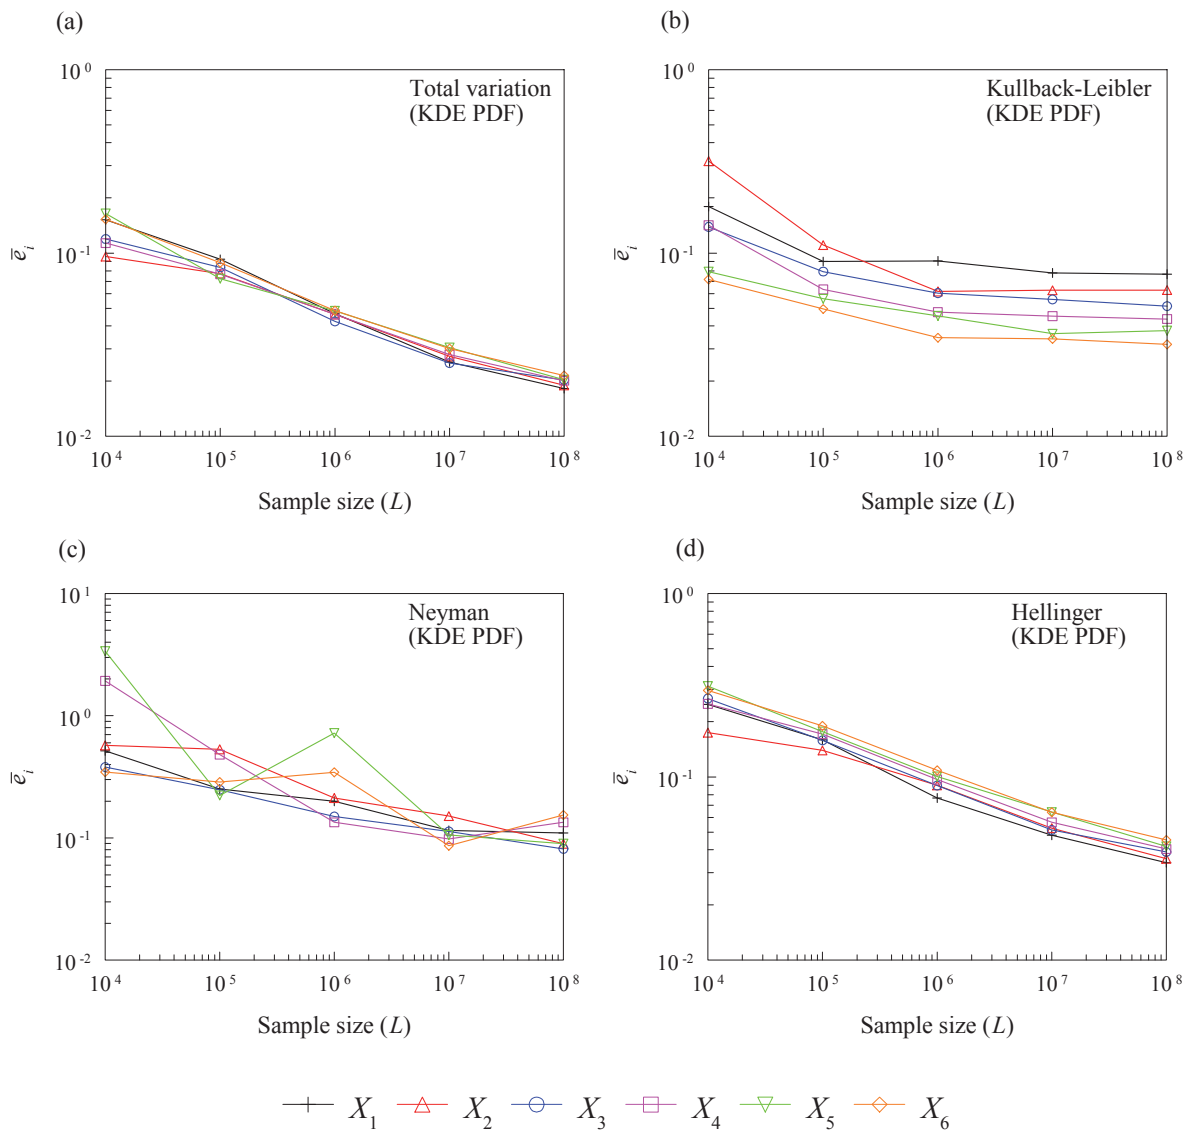 (a)
Total variation
(KDE PDF)
10^0
10^-1
10^-2
e̅_i
10^4 10^5 10^6 10^7 10^8
Sample size (L)
(b)
Kullback-Leibler
(KDE PDF)
10^0
10^-1
10^-2
e̅_i
10^4 10^5 10^6 10^7 10^8
Sample size (L)
(c)
Neyman
(KDE PDF)
10^1
10^0
10^-1
10^-2
e̅_i
10^4 10^5 10^6 10^7 10^8
Sample size (L)
(d)
Hellinger
(KDE PDF)
10^0
10^-1
10^-2
e̅_i
10^4 10^5 10^6 10^7 10^8
Sample size (L)
X_1 X_2 X_3 X_4 X_5 X_6